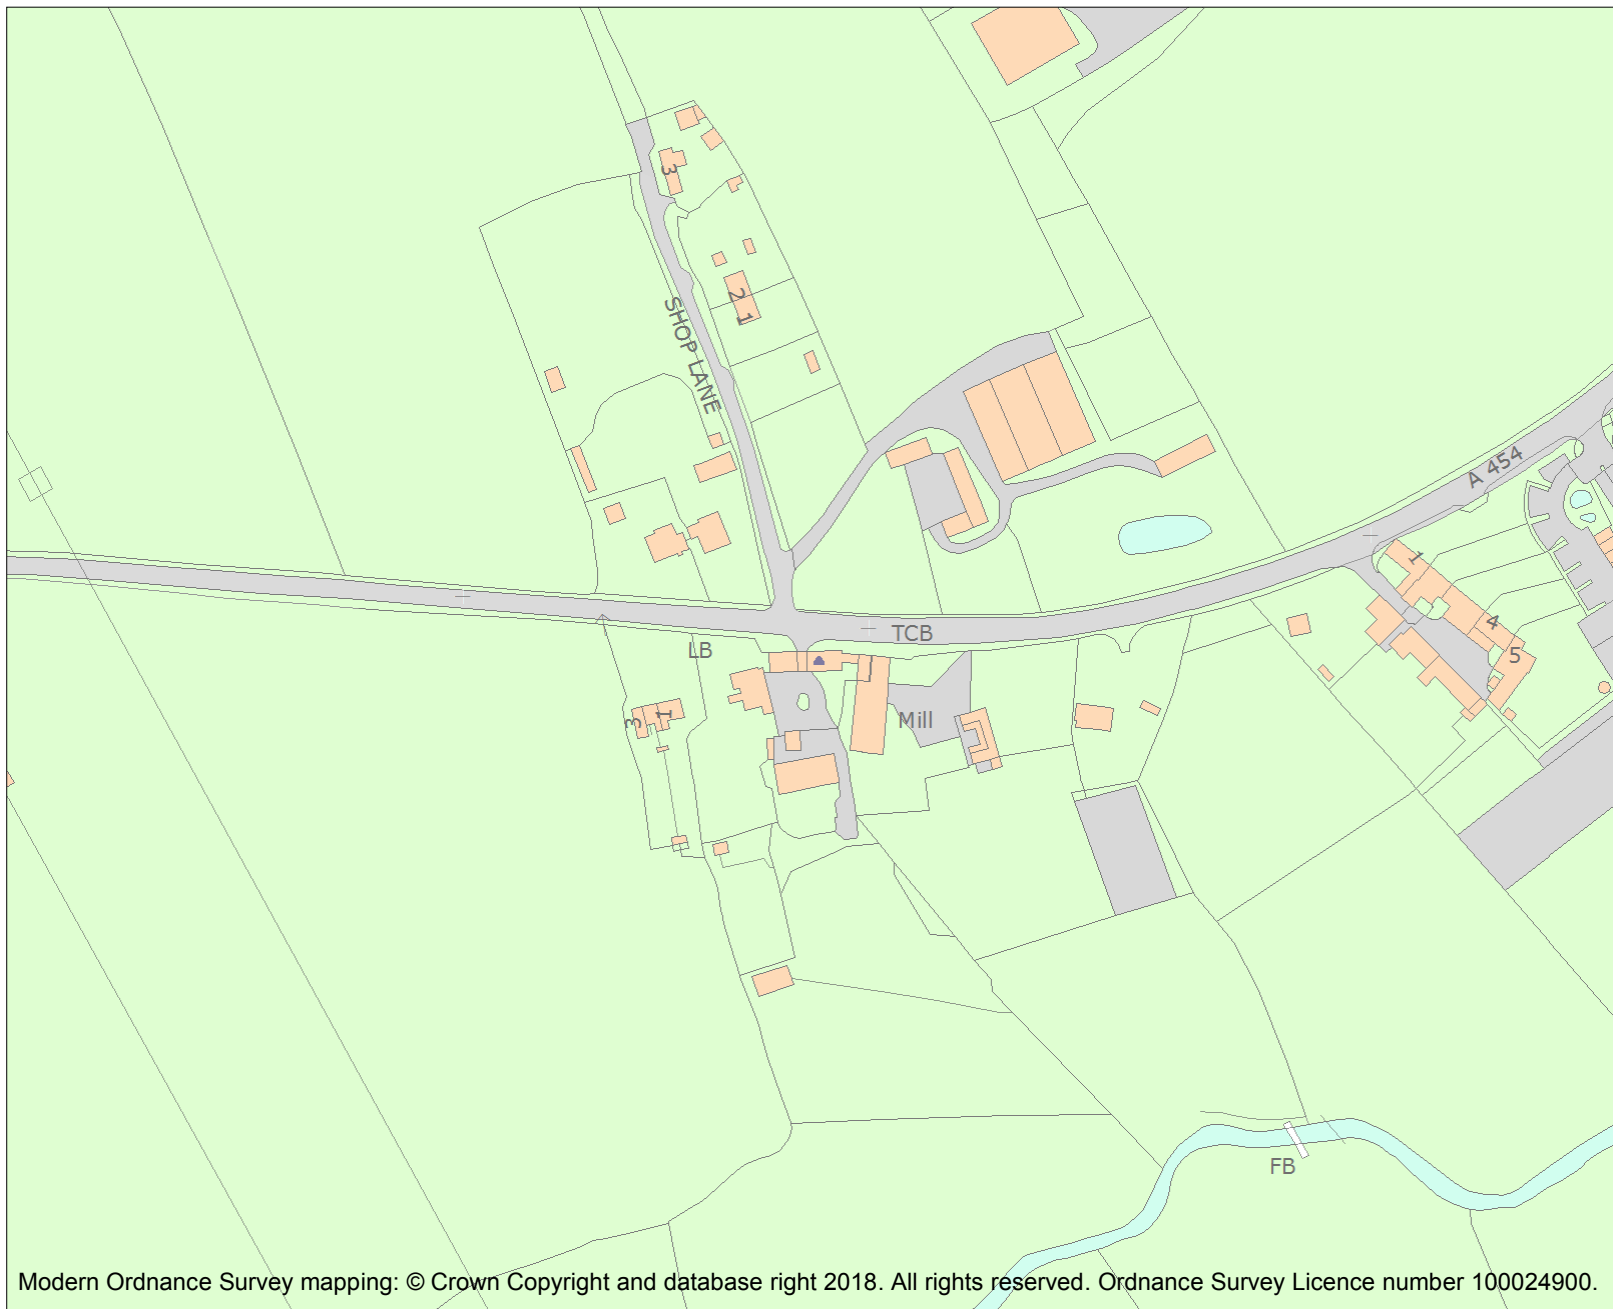 3
2
1
SHOP LANE
A 454
1
TCB
4
LB
5
3
1
Mill
FB
Modern Ordnance Survey mapping: © Crown Copyright and database right 2018. All rights reserved. Ordnance Survey Licence number 100024900.